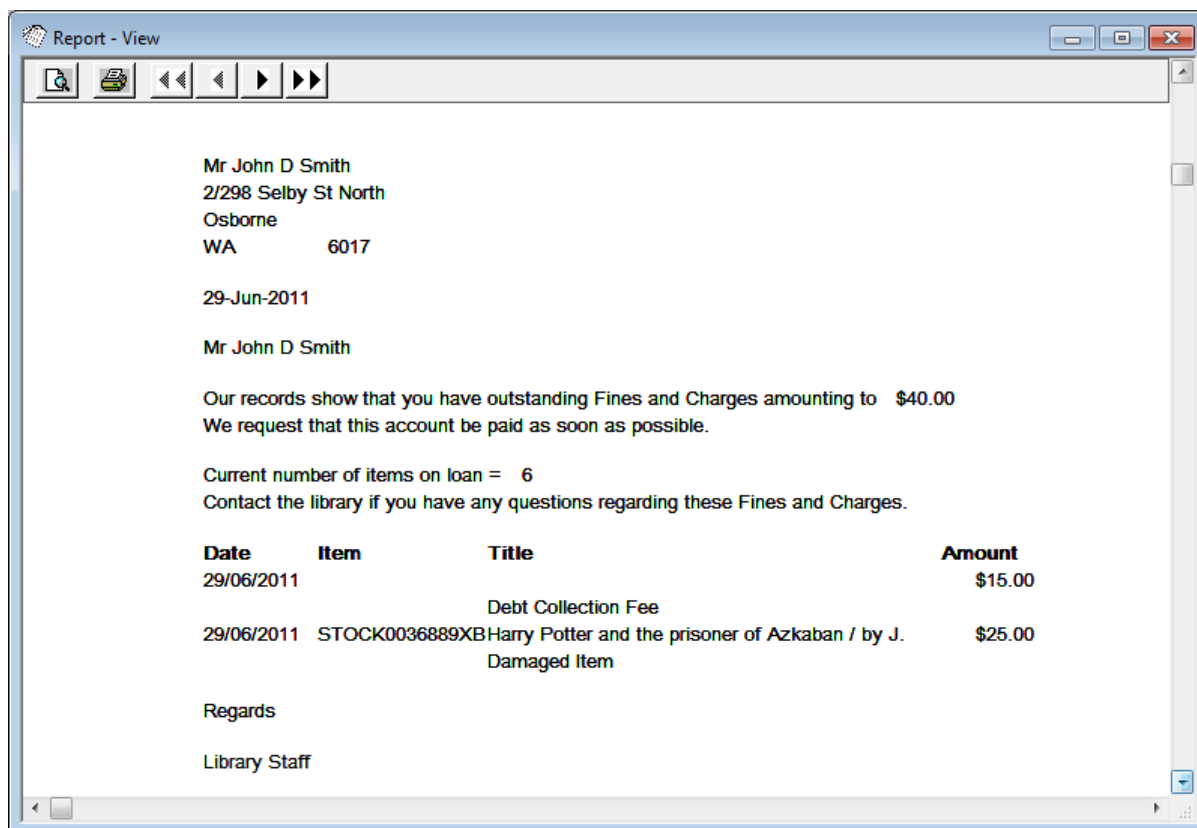 Report - View
Mr John D Smith
2/298 Selby St North
Osborne
WA 6017
29-Jun-2011
Mr John D Smith
Our records show that you have outstanding Fines and Charges amounting to $40.00
We request that this account be paid as soon as possible.
Current number of items on loan = 6
Contact the library if you have any questions regarding these Fines and Charges.
Date Item Title Amount
29/06/2011 $15.00
Debt Collection Fee
29/06/2011 STOCK0036889XB Harry Potter and the prisoner of Azkaban / by J. $25.00
Damaged Item
Regards
Library Staff